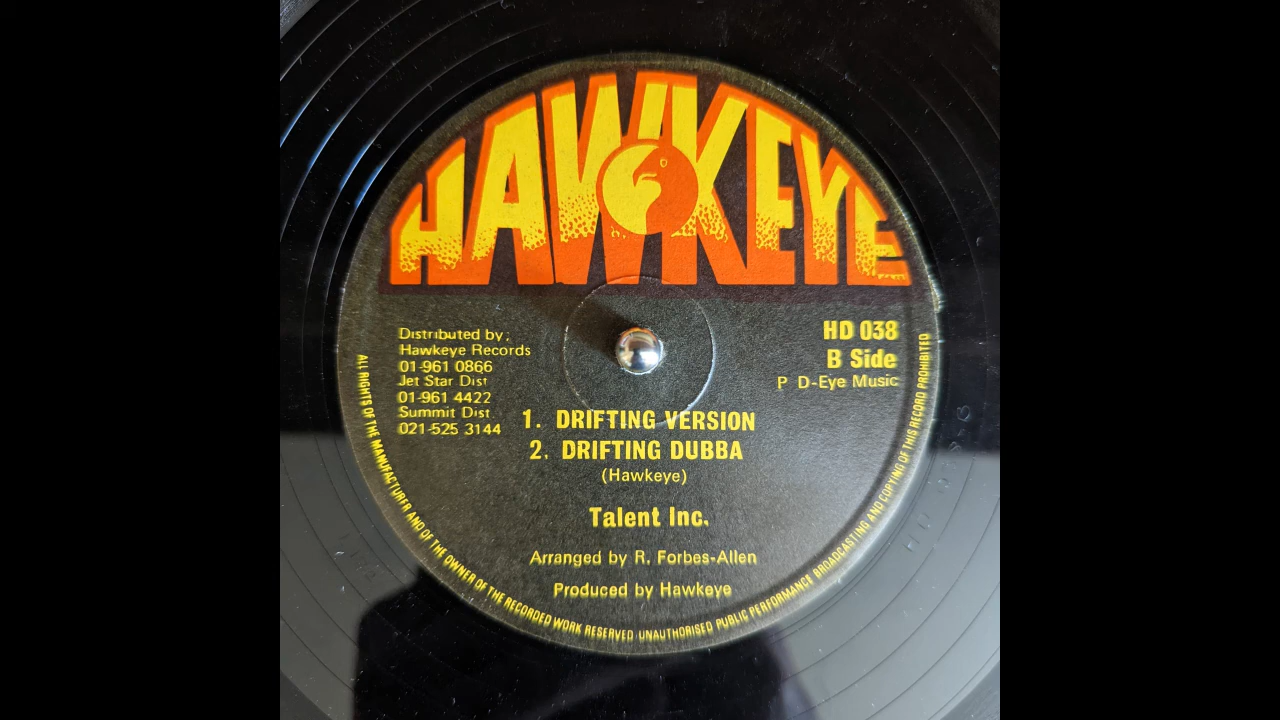 HAWKEYE
Distributed by;
Hawkeye Records
01-961 0866
Jet Star Dist
01-961 4422
Summit Dist.
021-525 3144
HD 038
B Side
P D-Eye Music
1. DRIFTING VERSION
2. DRIFTING DUBBA
(Hawkeye)
Talent Inc.
Arranged by R. Forbes-Allen
Produced by Hawkeye
ALL RIGHTS OF THE MANUFACTURER AND OF THE OWNER OF THE RECORDED WORK RESERVED UNAUTHORISED PUBLIC PERFORMANCE BROADCASTING AND COPYING OF THIS RECORD PROHIBITED